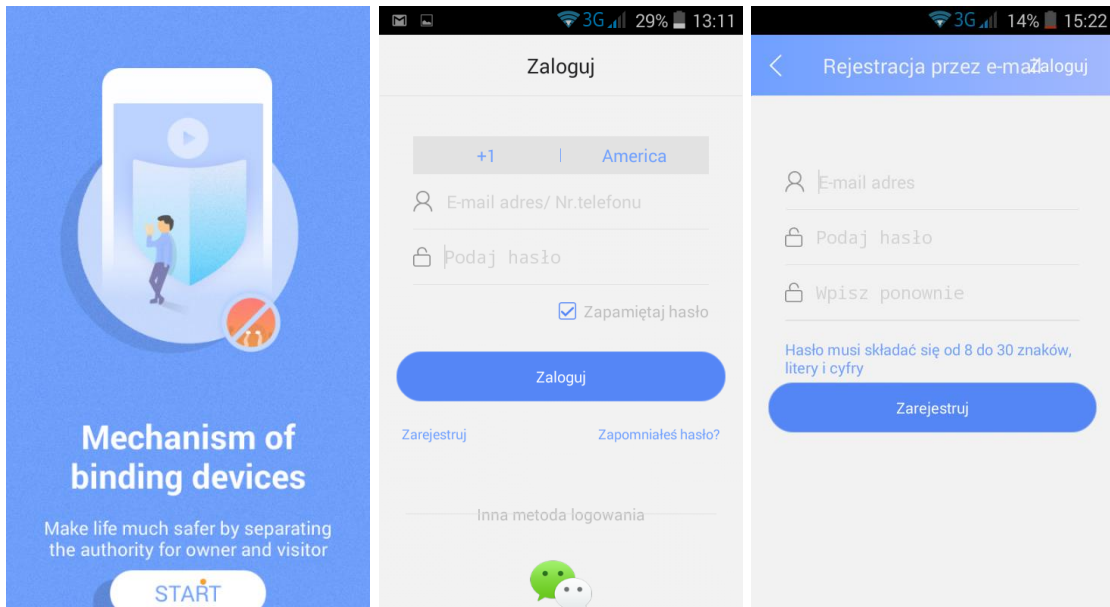 Mechanism of
binding devices
Make life much safer by separating
the authority for owner and visitor
START
3G 29% 13:11
Zaloguj
+1 America
E-mail adres/ Nr.telefonu
Podaj hasło
Zapamiętaj hasło
Zaloguj
Zarejestruj Zapomniałeś hasło?
Inna metoda logowania
3G 14% 15:22
Rejestracja przez e-mail Zaloguj
E-mail adres
Podaj hasło
Wpisz ponownie
Hasło musi składać się od 8 do 30 znaków,
litery i cyfry
Zarejestruj